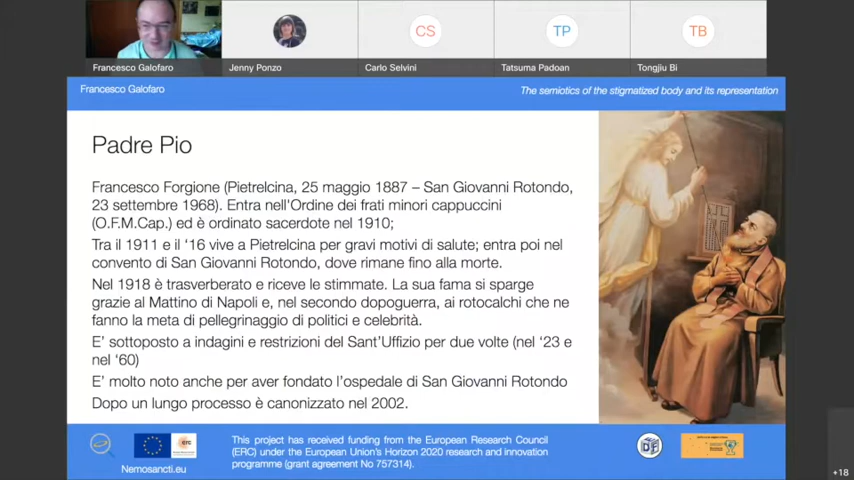 CS
TP
TB
Francesco Galofaro
Jenny Ponzo
Carlo Selvini
Tatsuma Padoan
Tongjiu Bi
Francesco Galofaro
The semiotics of the stigmatized body and its representation
Padre Pio
Francesco Forgione (Pietrelcina, 25 maggio 1887 – San Giovanni Rotondo,
23 settembre 1968). Entra nell'Ordine dei frati minori cappuccini
(O.F.M.Cap.) ed è ordinato sacerdote nel 1910;
Tra il 1911 e il '16 vive a Pietrelcina per gravi motivi di salute; entra poi nel
convento di San Giovanni Rotondo, dove rimane fino alla morte.
Nel 1918 è trasverberato e riceve le stimmate. La sua fama si sparge
grazie al Mattino di Napoli e, nel secondo dopoguerra, ai rotocalchi che ne
fanno la meta di pellegrinaggio di politici e celebrità.
E' sottoposto a indagini e restrizioni del Sant'Uffizio per due volte (nel '23 e
nel '60)
E' molto noto anche per aver fondato l'ospedale di San Giovanni Rotondo
Dopo un lungo processo è canonizzato nel 2002.
erc
Nemosancti.eu
This project has received funding from the European Research Council
(ERC) under the European Union's Horizon 2020 research and innovation
programme (grant agreement No 757314).
+18